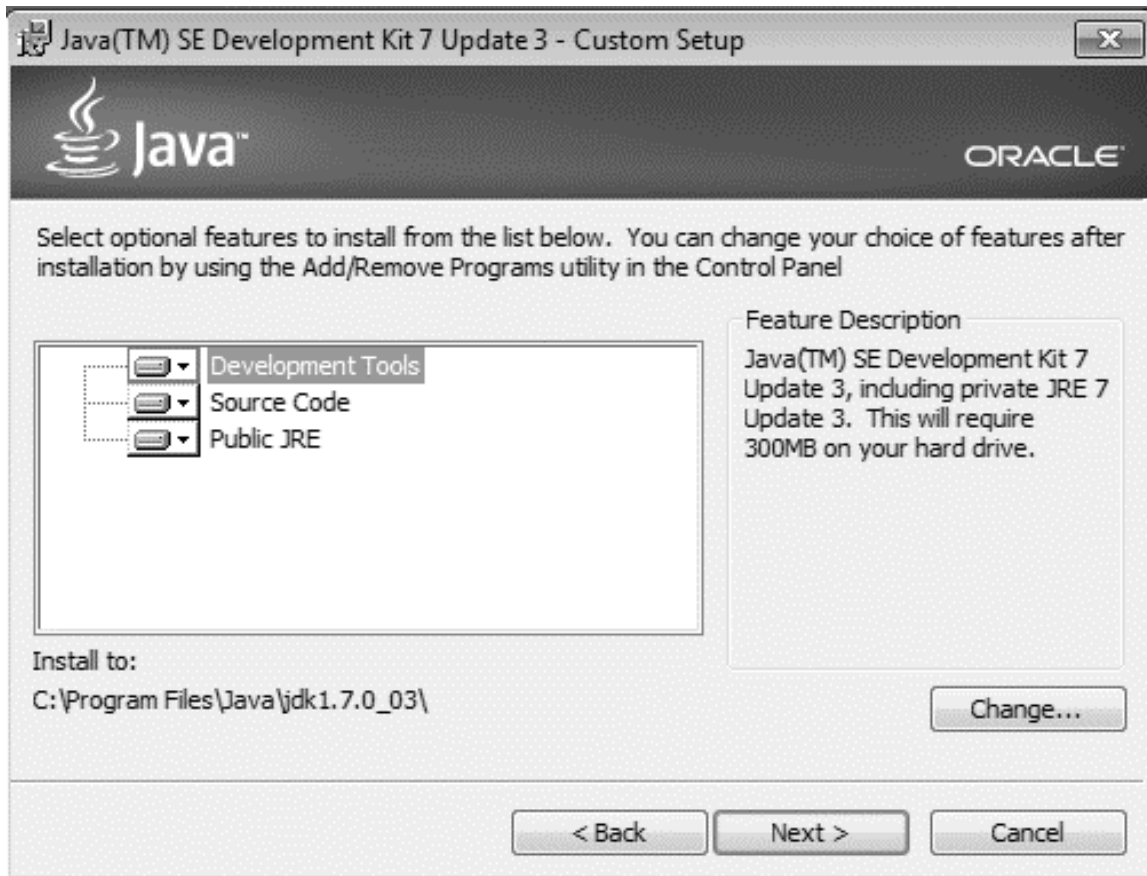 Java(TM) SE Development Kit 7 Update 3 - Custom Setup
Java™
ORACLE
Select optional features to install from the list below.  You can change your choice of features after
installation by using the Add/Remove Programs utility in the Control Panel
Development Tools
Source Code
Public JRE
Feature Description
Java(TM) SE Development Kit 7
Update 3, including private JRE 7
Update 3.  This will require
300MB on your hard drive.
Install to:
C:\Program Files\Java\jdk1.7.0_03\
Change...
< Back
Next >
Cancel